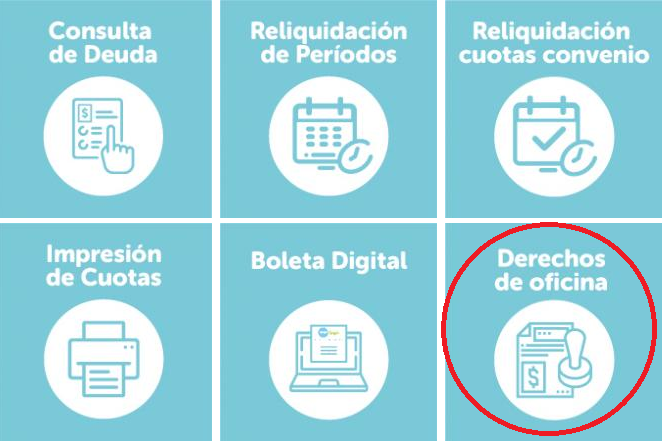 Consulta
de Deuda
Reliquidación
de Períodos
Reliquidación
cuotas convenio
$
Impresión
de Cuotas
Boleta Digital
Derechos
de oficina
$